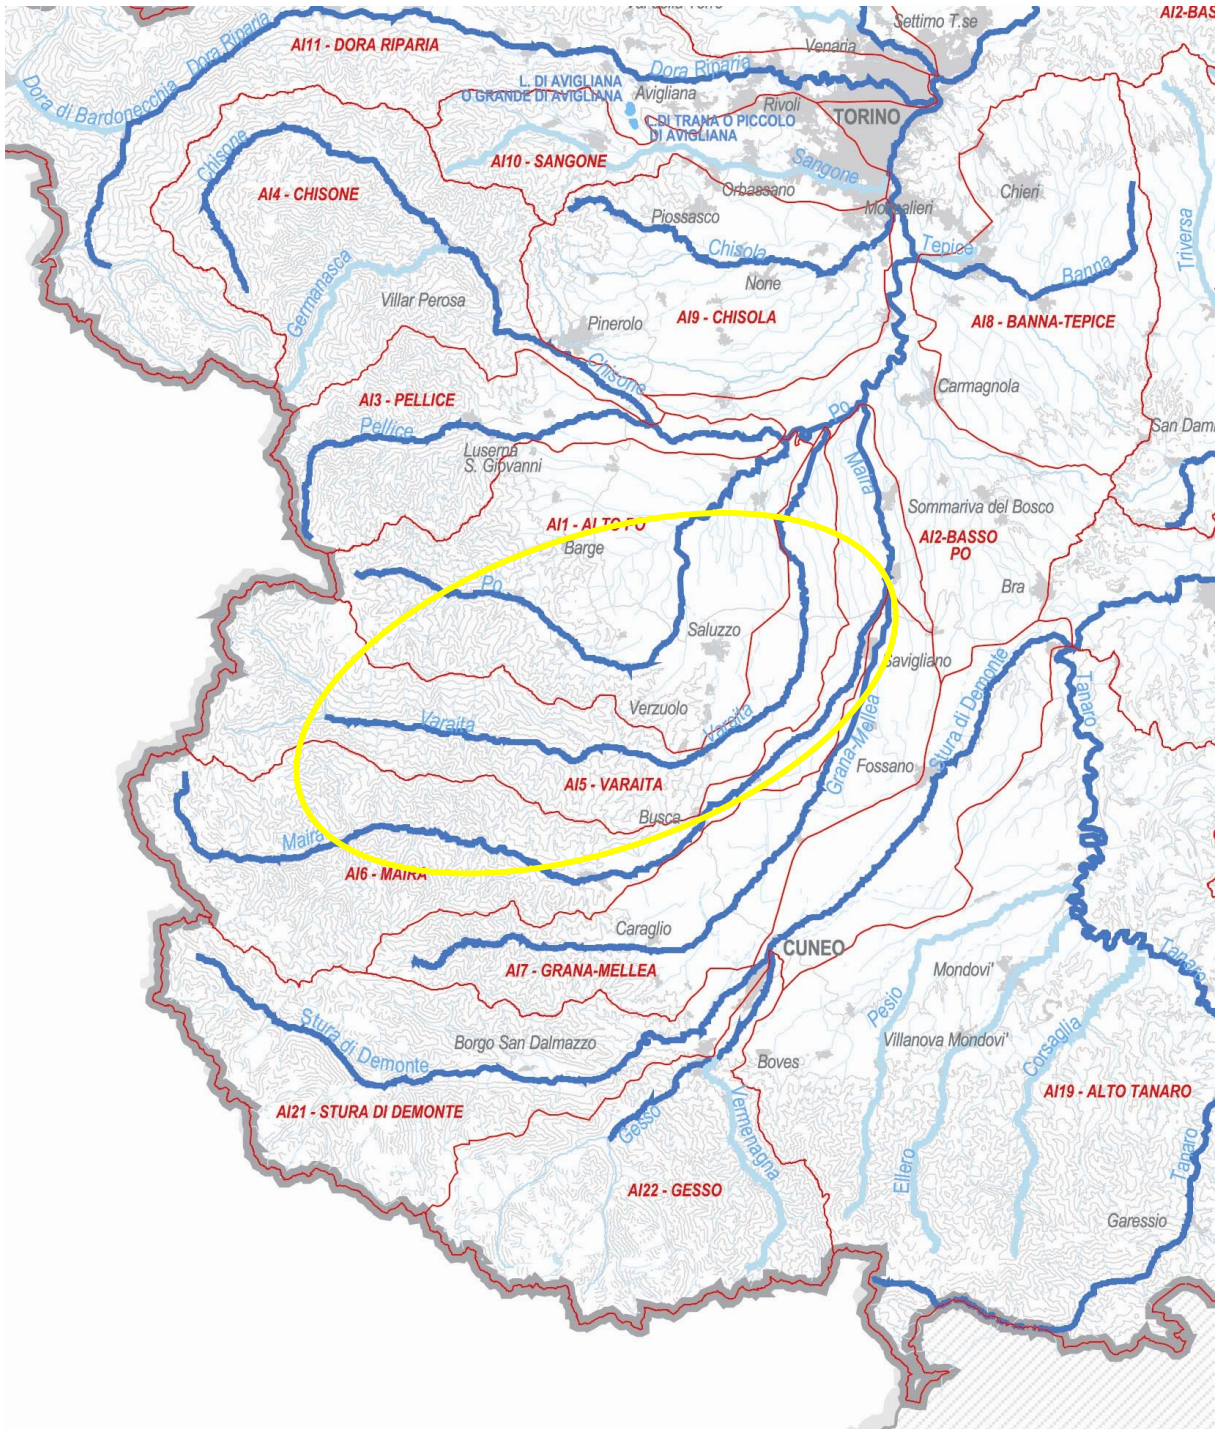 Settimo T.se
AI2-BAS
Venaria
AI11 - DORA RIPARIA
Dora Riparia
Dora Riparia
Dora di Bardonecchia
L. DI AVIGLIANA
O GRANDE DI AVIGLIANA
Avigliana
Rivoli
TORINO
L.DI TRANA O PICCOLO
DI AVIGLIANA
AI10 - SANGONE
Sangone
Chisone
AI4 - CHISONE
Orbassano
Chieri
Moncalieri
Piossasco
Triversa
Chisola
Tepice
Banna
None
Germanasca
Villar Perosa
Pinerolo
AI9 - CHISOLA
AI8 - BANNA-TEPICE
Chisone
Carmagnola
AI3 - PELLICE
Po
Pellice
San Dam
Luserna
S. Giovanni
Maira
Sommariva del Bosco
AI1 - ALTO PO
AI2-BASSO
PO
Barge
Po
Bra
Saluzzo
Savigliano
Verzuolo
Varaita
Varaita
Grana-Mellea
Stura di Demonte
Tanaro
Fossano
AI5 - VARAITA
Busca
Maira
AI6 - MAIRA
Caraglio
CUNEO
Tanaro
AI7 - GRANA-MELLEA
Mondovi'
Pesio
Stura di Demonte
Borgo San Dalmazzo
Villanova Mondovi'
Corsaglia
Boves
AI21 - STURA DI DEMONTE
Gesso
Vermenagna
AI19 - ALTO TANARO
Ellero
Tanaro
AI22 - GESSO
Garessio